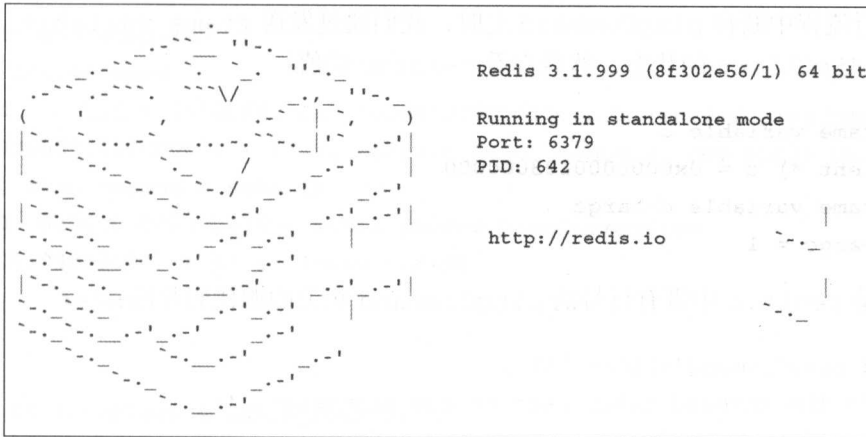 Redis 3.1.999 (8f302e56/1) 64 bit
Running in standalone mode
Port: 6379
PID: 642
http://redis.io